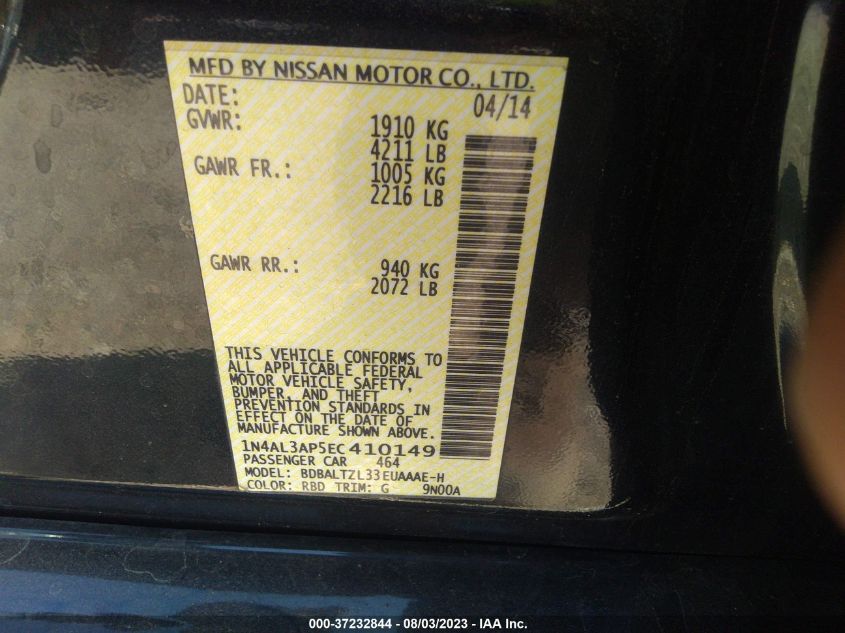 MFD BY NISSAN MOTOR CO., LTD.
DATE: 04/14
GVWR: 1910 KG
4211 LB
GAWR FR.: 1005 KG
2216 LB
GAWR RR.: 940 KG
2072 LB
THIS VEHICLE CONFORMS TO
ALL APPLICABLE FEDERAL
MOTOR VEHICLE SAFETY,
BUMPER, AND THEFT
PREVENTION STANDARDS IN
EFFECT ON THE DATE OF
MANUFACTURE SHOWN ABOVE.
1N4AL3AP5EC410149
PASSENGER CAR 464
MODEL: BDBALTZL33EUAAAE-H
COLOR: RBD TRIM: G 9N00A
000-37232844 - 08/03/2023 - IAA Inc.